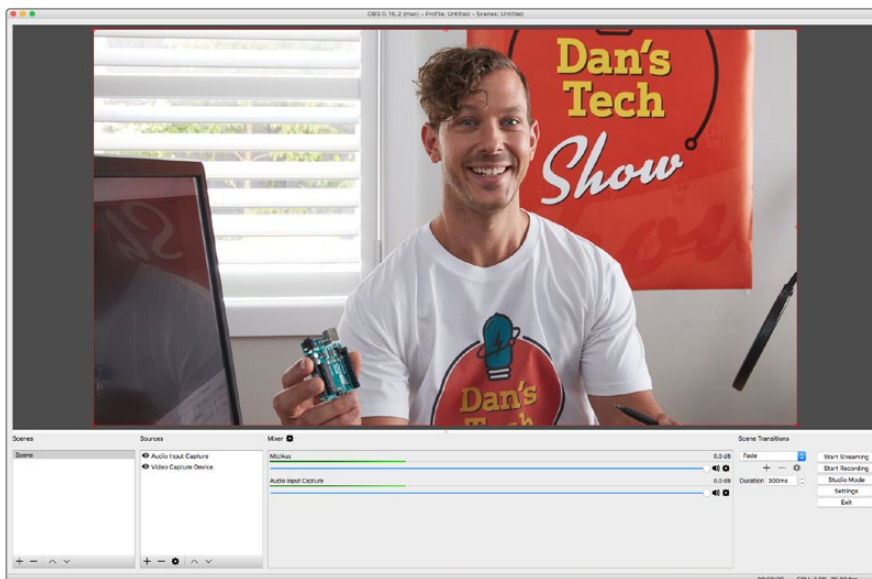 OBS 0.16.2 (Mac) - Profile: Untitled - Scenes: Untitled
Dan's
Tech
Show
Dan's
Tech
Scenes
Sources
Mixer
Scene Transitions
Scene
Audio Input Capture
Video Capture Device
Mic/Aux
0.0 dB
Audio Input Capture
0.0 dB
Fade
Duration 300ms
Start Streaming
Start Recording
Studio Mode
Settings
Exit